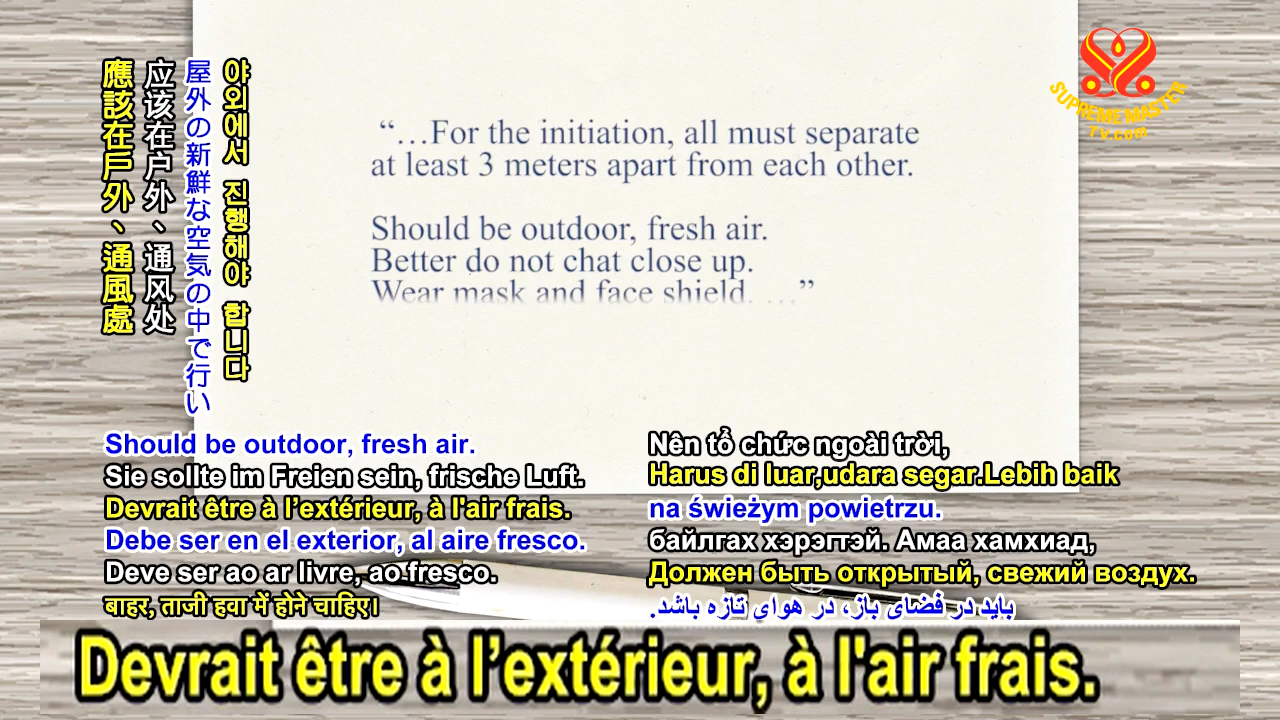 “…For the initiation, all must separate
at least 3 meters apart from each other.
Should be outdoor, fresh air.
Better do not chat close up.
Wear mask and face shield. …”
SUPREME MASTER
TV.com
應該在戶外、通風處
应该在户外、通风处
屋外の新鮮な空気の中で行い
야외에서 진행해야 합니다
Should be outdoor, fresh air.
Sie sollte im Freien sein, frische Luft.
Devrait être à l’extérieur, à l'air frais.
Debe ser en el exterior, al aire fresco.
Deve ser ao ar livre, ao fresco.
बाहर, ताजी हवा में होने चाहिए।
Nên tổ chức ngoài trời,
Harus di luar,udara segar.Lebih baik
na świeżym powietrzu.
байлгах хэрэгтэй. Амаа хамхиад,
Должен быть открытый, свежий воздух.
باید در فضای باز، در هوای تازه باشد.
Devrait être à l’extérieur, à l'air frais.